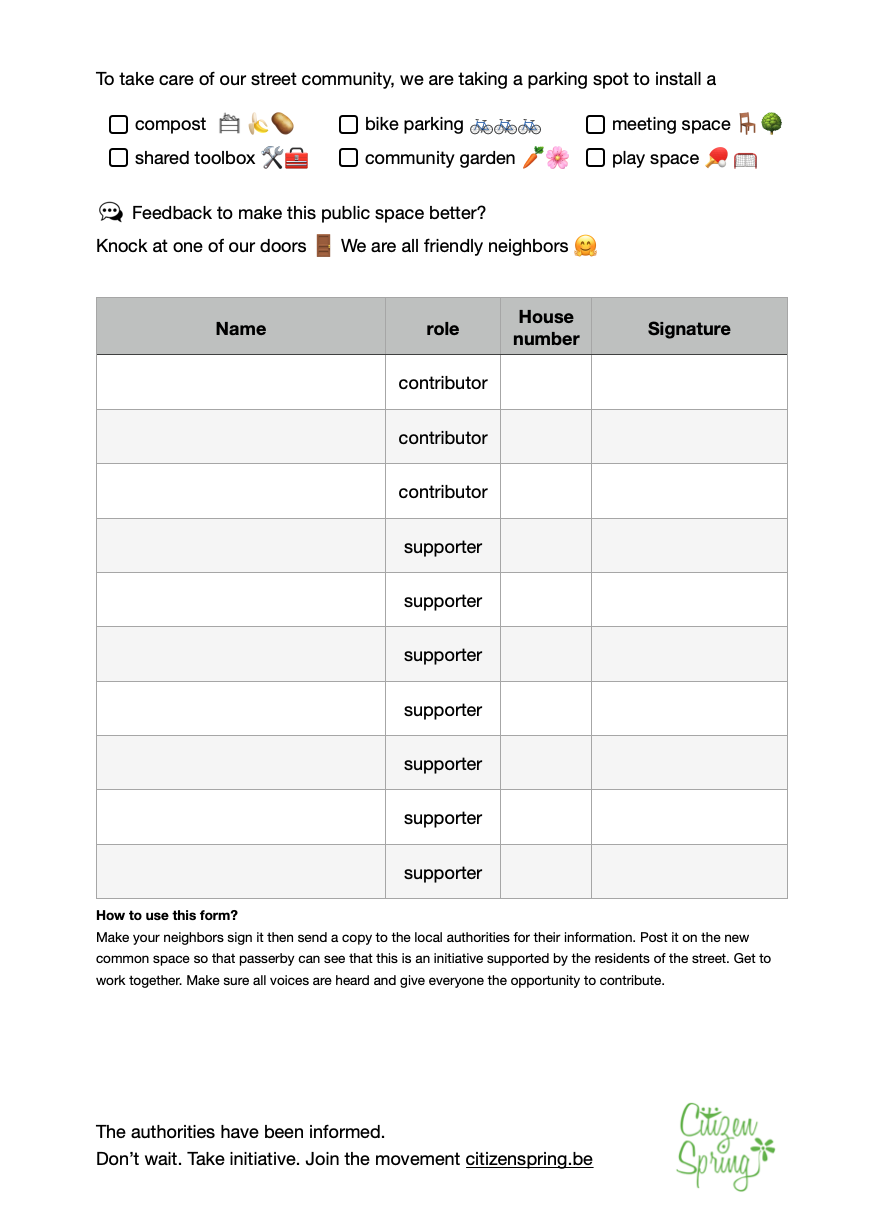 To take care of our street community, we are taking a parking spot to install a
compost bike parking meeting space
shared toolbox community garden play space
Feedback to make this public space better?
Knock at one of our doors We are all friendly neighbors
Name role House number Signature
contributor
contributor
contributor
supporter
supporter
supporter
supporter
supporter
supporter
supporter
How to use this form?
Make your neighbors sign it then send a copy to the local authorities for their information. Post it on the new
common space so that passerby can see that this is an initiative supported by the residents of the street. Get to
work together. Make sure all voices are heard and give everyone the opportunity to contribute.
The authorities have been informed.
Don’t wait. Take initiative. Join the movement citizenspring.be
Citizen
Spring